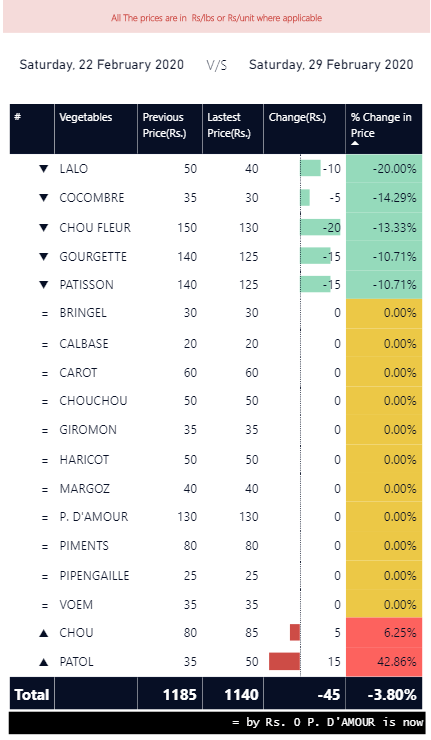 All The prices are in Rs/lbs or Rs/unit where applicable
Saturday, 22 February 2020 V/S Saturday, 29 February 2020
# Vegetables Previous Price(Rs.) Lastest Price(Rs.) Change(Rs.) % Change in Price
▼ LALO 50 40 -10 -20.00%
▼ COCOMBRE 35 30 -5 -14.29%
▼ CHOU FLEUR 150 130 -20 -13.33%
▼ GOURGETTE 140 125 -15 -10.71%
▼ PATISSON 140 125 -15 -10.71%
= BRINGEL 30 30 0 0.00%
= CALBASE 20 20 0 0.00%
= CAROT 60 60 0 0.00%
= CHOUCHOU 50 50 0 0.00%
= GIROMON 35 35 0 0.00%
= HARICOT 50 50 0 0.00%
= MARGOZ 40 40 0 0.00%
= P. D'AMOUR 130 130 0 0.00%
= PIMENTS 80 80 0 0.00%
= PIPENGAILLE 25 25 0 0.00%
= VOEM 35 35 0 0.00%
▲ CHOU 80 85 5 6.25%
▲ PATOL 35 50 15 42.86%
Total 1185 1140 -45 -3.80%
= by Rs. 0 P. D'AMOUR is now